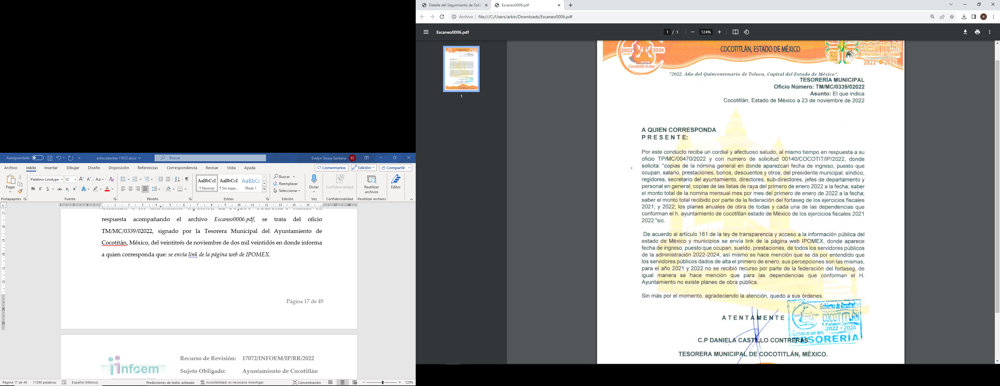 Autoguardado
antecedentes 17072.docx
Buscar
Evelyn Souza Santana
ES
Archivo
Inicio
Insertar
Dibujar
Diseño
Disposición
Referencias
Correspondencia
Revisar
Vista
Ayuda
Comentarios
Edición
Compartir
Pegar
Palatino Linotype
12
N K S ab
AaBbCcI AaBbCcI AaBbC
¶ Normal ¶ Sin espa... Título 1
Buscar
Reemplazar
Seleccionar
Dictar
Confidencialidad
Reutilizar
archivos
Editor
Portapapeles
Fuente
Párrafo
Estilos
Edición
Voz
Confidencialidad
Reutilizar archivos
respuesta acompañando el archivo Escaneo0006.pdf, se trata del oficio
TM/MC/0339/02022, signado por la Tesorera Municipal del Ayuntamiento de
Cocotitán, México, del veintitrés de noviembre de dos mil veintidós en donde informa
a quien corresponda que: se envía link de la página web de IPOMEX.
Página 17 de 49
infoem
Recurso de Revisión: 17072/INFOEM/IP/RR/2022
Sujeto Obligado: Ayuntamiento de Cocotitlán
Página 17 de 49
11090 palabras
Español (México)
Predicciones de texto: activado
Accesibilidad: es necesario investigar
Concentración
120%
Detalle del Seguimiento de Solic
Escaneo0006.pdf
Archivo
file:///C:/Users/arkin/Downloads/Escaneo0006.pdf
e
Escaneo0006.pdf
1 / 1
124%
1
2022 2024
Cocoh(tli)-ti-tlan
COCOTITLÁN, ESTADO DE MÉXICO
COCOTITLÁN
H. AYUNTAMIENTO CONSTITUCIONAL
2022 2024
"2022. Año del Quincentenario de Toluca, Capital del Estado de México".
TESORERÍA MUNICIPAL
Oficio Número: TM/MC/0339/02022
Asunto: El que indica
Cocotitlán, Estado de México a 23 de noviembre de 2022
A QUIEN CORRESPONDA
P R E S E N T E:
Por este conducto reciba un cordial y afectuoso saludo, al mismo tiempo en respuesta a su
oficio TP/MC/00470/2022 y con numero de solicitud 00140/COCOTIT/IP/2022, donde
solicita: "copias de la nómina general en donde aparezcan fecha de ingreso, puesto que
ocupan, salario, prestaciones, bonos, descuentos y otros, del presidente municipal, síndico,
regidores, secretario del ayuntamiento, directores, sub-directores, jefes de departamento y
personal en general; copias de las listas de raya del primero de enero 2022 a la fecha; saber
el monto total de la nomina mensual mes por mes del primero de enero de 2022 a la fecha;
saber el monto total recibido por parte de la federación del fortaseg de los ejercicios fiscales
2021; y 2022; los planes anuales de obra de todas y cada una de las dependencias que
conforman el h. ayuntamiento de cocotitlan estado de México de los ejercicios fiscales 2021
2022 "sic.
De acuerdo al artículo 161 de la ley de transparencia y acceso a la información pública del
estado de México y municipios se envía link de la página web IPOMEX, donde aparece
fecha de ingreso, puesto que ocupan, sueldo, prestaciones, de todos los servidores públicos
de la administración 2022-2024, así mismo se hace mención que se da por entendido que
los servidores públicos dados de alta el primero de enero, sus percepciones son las mismas,
para el año 2021 y 2022 no se recibió recurso por parte de la federación del fortaseg, de
igual manera se hace mención que para las dependencias que conforman el H.
Ayuntamiento no existe planes de obra pública.
Sin más por el momento, agradeciendo la atención, quedo a sus órdenes.
A T E N T A M E N T E
Gobierno de Resultados
COCOTITLÁN
H. AYUNTAMIENTO CONSTITUCIONAL
2022 • 2024
TESORERÍA
C.P DANIELA CASTILLO CONTRERAS
TESORERA MUNICIPAL DE COCOTITLÁN, MÉXICO.